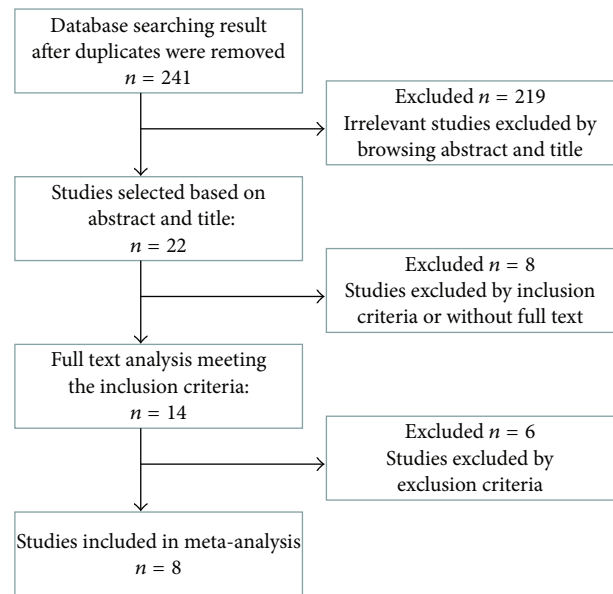 Database searching result
after duplicates were removed
n = 241
Excluded n = 219
Irrelevant studies excluded by
browsing abstract and title
Studies selected based on
abstract and title:
n = 22
Excluded n = 8
Studies excluded by inclusion
criteria or without full text
Full text analysis meeting
the inclusion criteria:
n = 14
Excluded n = 6
Studies excluded by
exclusion criteria
Studies included in meta-analysis
n = 8